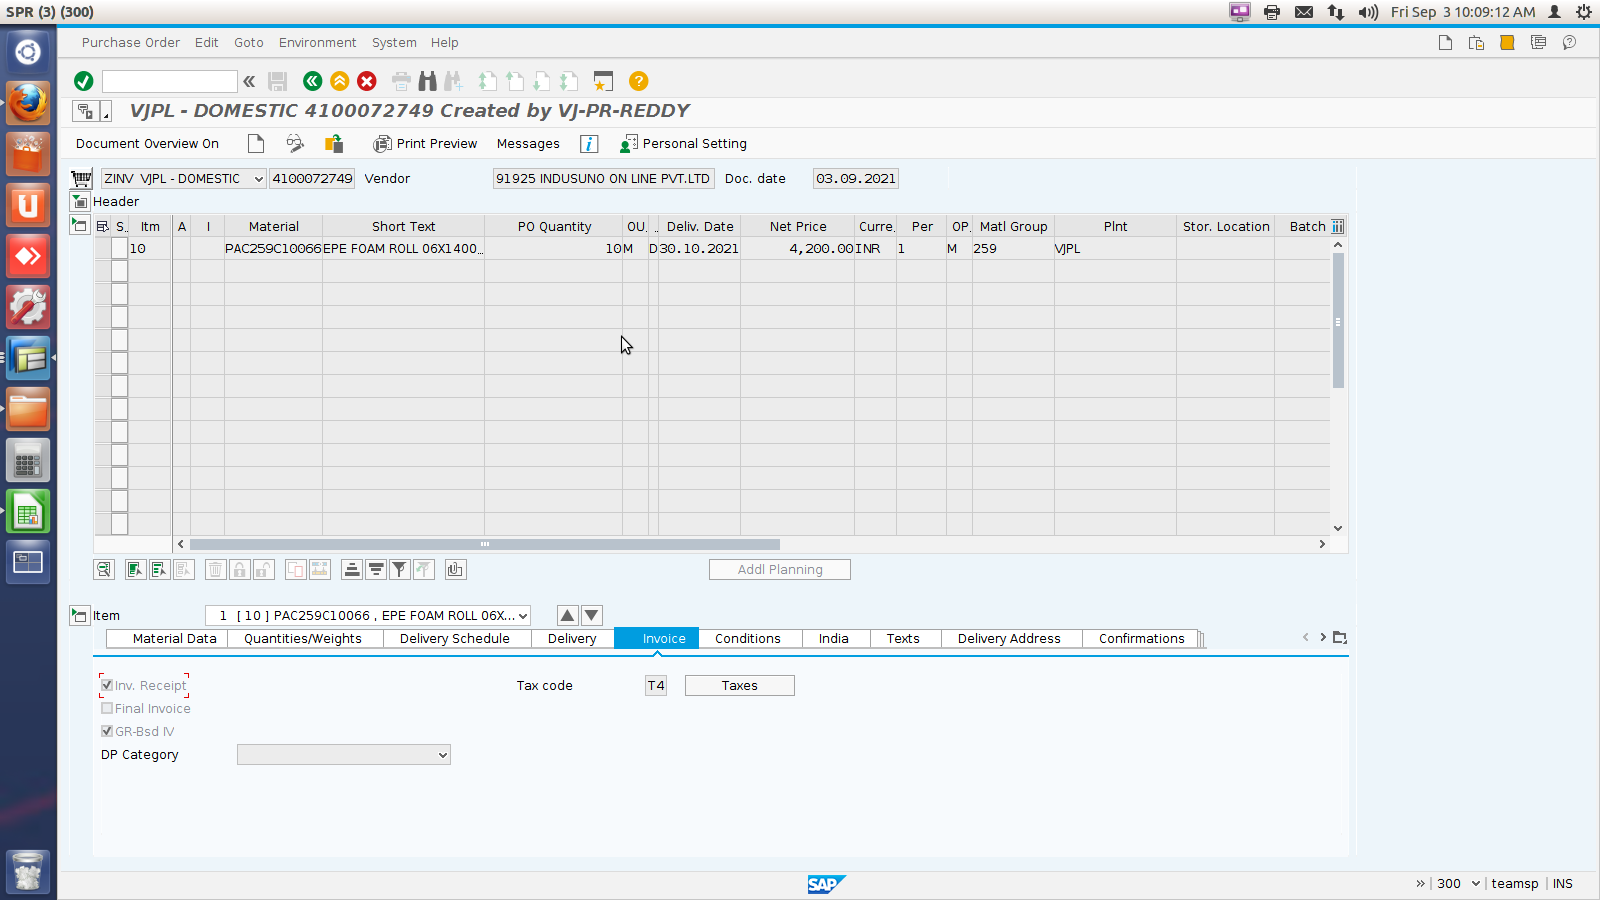 SPR (3) (300)
Fri Sep 3 10:09:12 AM
Purchase Order Edit Goto Environment System Help
VJPL - DOMESTIC 4100072749 Created by VJ-PR-REDDY
Document Overview On Print Preview Messages Personal Setting
ZINV VJPL - DOMESTIC 4100072749 Vendor 91925 INDUSUNO ON LINE PVT.LTD Doc. date 03.09.2021
Header
S.. Itm A I Material Short Text PO Quantity OU. .. Deliv. Date Net Price Curre. Per OP. Matl Group Plnt Stor. Location Batch
10 PAC259C10066 EPE FOAM ROLL 06X1400... 10 M D 30.10.2021 4,200.00 INR 1 M 259 VJPL
Addl Planning
Item 1 [ 10 ] PAC259C10066 , EPE FOAM ROLL 06X...
Material Data Quantities/Weights Delivery Schedule Delivery Invoice Conditions India Texts Delivery Address Confirmations
Inv. Receipt Tax code T4 Taxes
Final Invoice
GR-Bsd IV
DP Category
SAP
300 teamsp INS